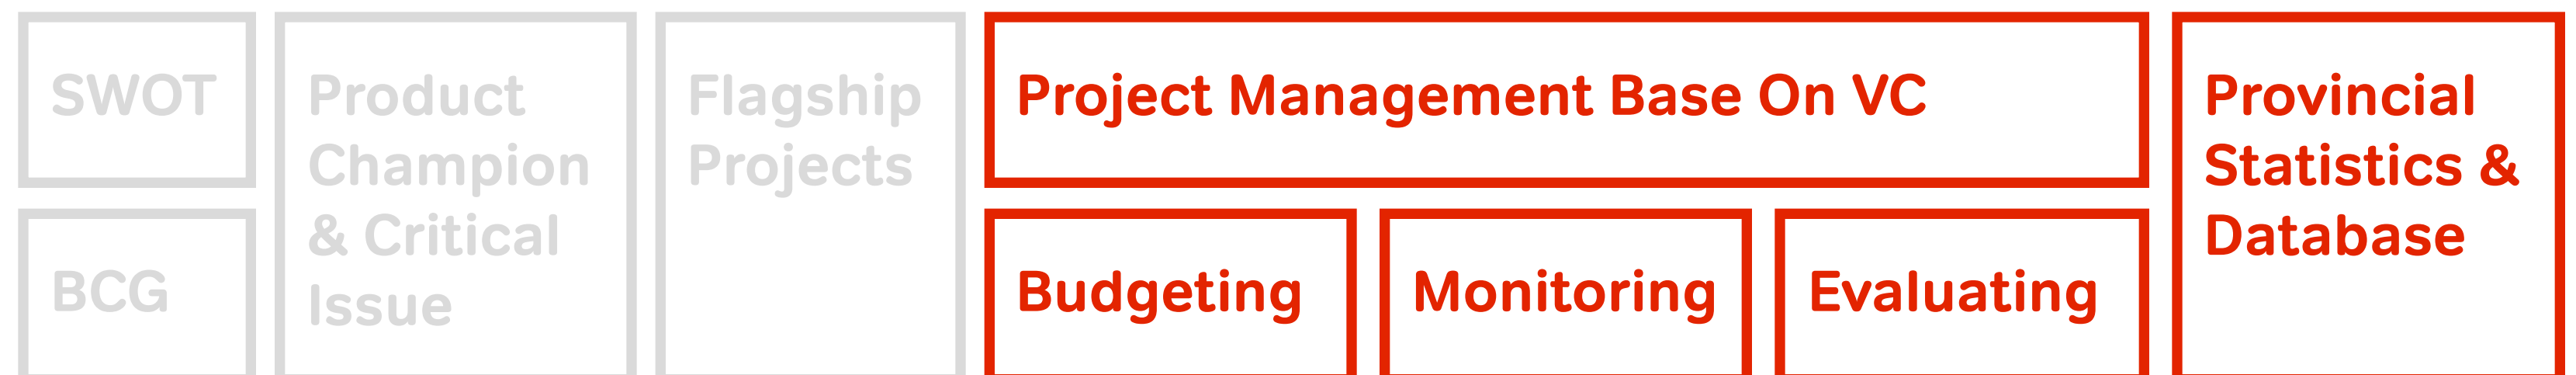 SWOT
BCG
Product
Champion
& Critical
Issue
Flagship
Projects
Project Management Base On VC
Budgeting
Monitoring
Evaluating
Provincial
Statistics &
Database